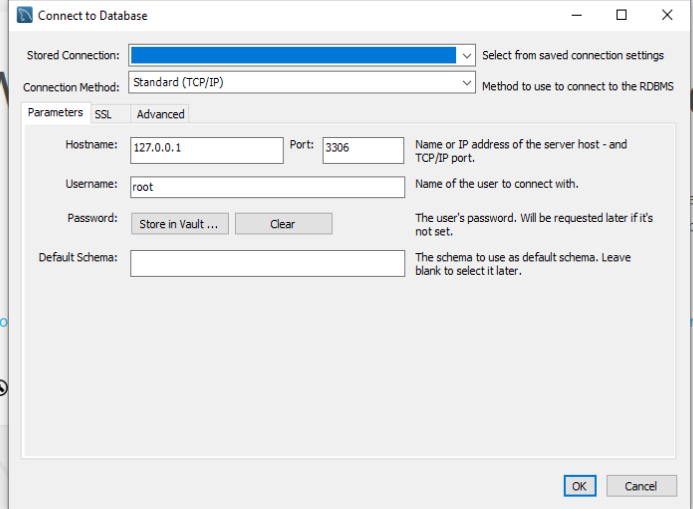 Connect to Database
Stored Connection: Select from saved connection settings
Connection Method: Standard (TCP/IP) Method to use to connect to the RDBMS
Parameters SSL Advanced
Hostname: 127.0.0.1 Port: 3306 Name or IP address of the server host - and
TCP/IP port.
Username: root Name of the user to connect with.
Password: Store in Vault ... Clear The user's password. Will be requested later if it's
not set.
Default Schema: The schema to use as default schema. Leave
blank to select it later.
OK Cancel